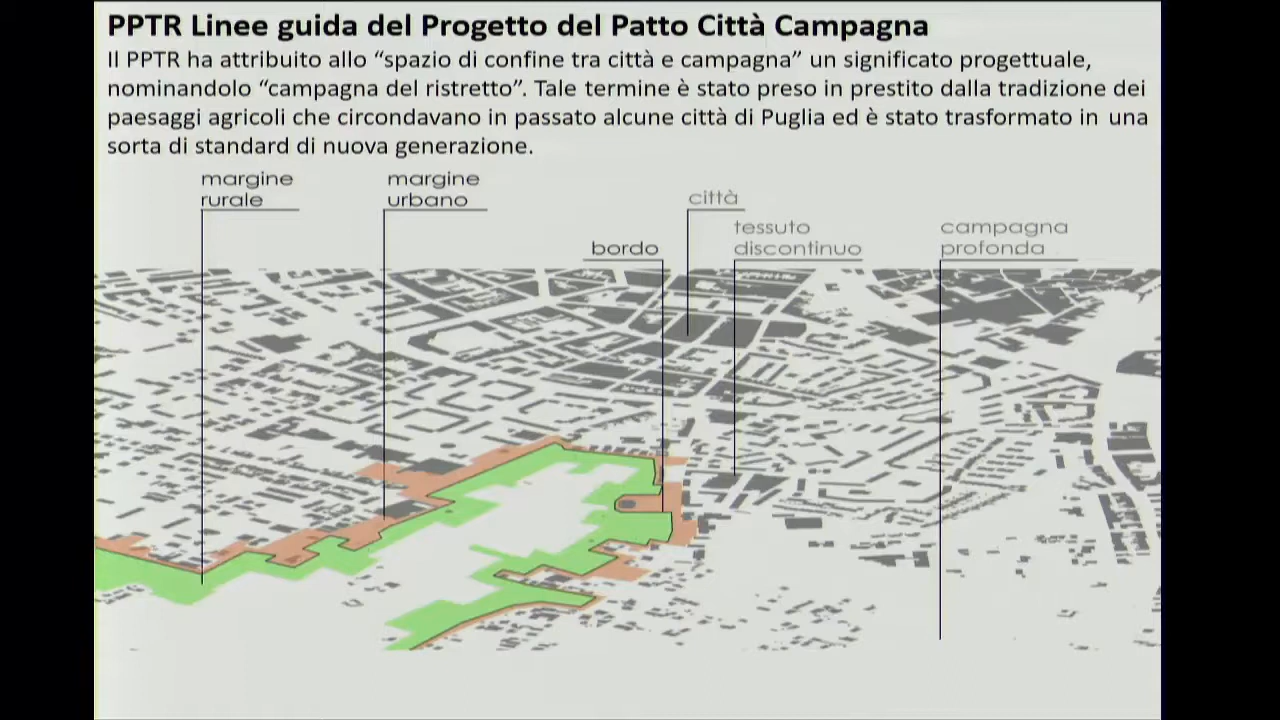 PPTR Linee guida del Progetto del Patto Città Campagna
Il PPTR ha attribuito allo “spazio di confine tra città e campagna” un significato progettuale,
nominandolo “campagna del ristretto”. Tale termine è stato preso in prestito dalla tradizione dei
paesaggi agricoli che circondavano in passato alcune città di Puglia ed è stato trasformato in una
sorta di standard di nuova generazione.
margine
rurale
margine
urbano
bordo
città
tessuto
discontinuo
campagna
profonda